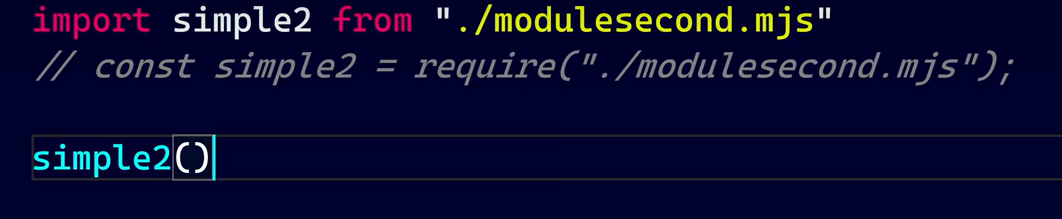 import simple2 from "./modulesecond.mjs"
// const simple2 = require("./modulesecond.mjs");
simple2()